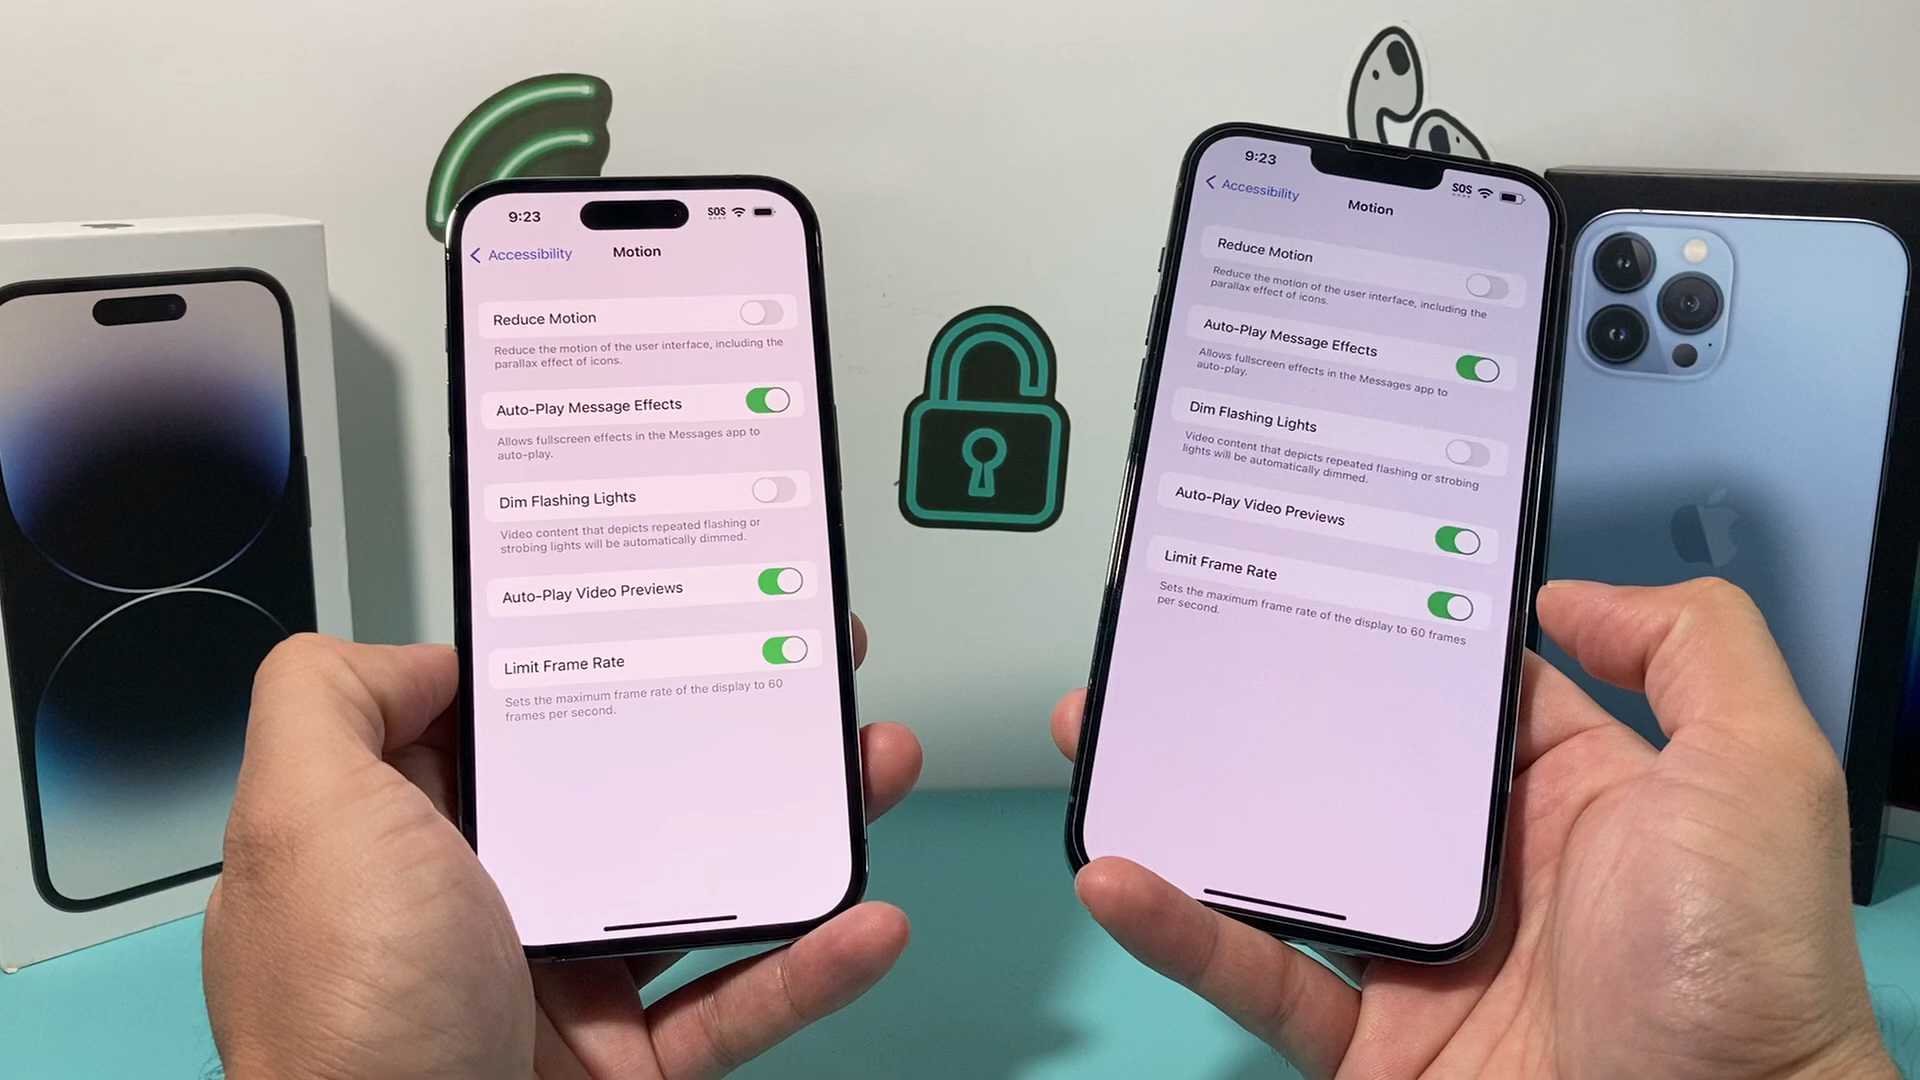 9:23
SOS
Accessibility
Motion
Reduce Motion
Reduce the motion of the user interface, including the
parallax effect of icons.
Auto-Play Message Effects
Allows fullscreen effects in the Messages app to
auto-play.
Dim Flashing Lights
Video content that depicts repeated flashing or
strobing lights will be automatically dimmed.
Auto-Play Video Previews
Limit Frame Rate
Sets the maximum frame rate of the display to 60
frames per second.
9:23
SOS
Accessibility
Motion
Reduce Motion
Reduce the motion of the user interface, including the
parallax effect of icons.
Auto-Play Message Effects
Allows fullscreen effects in the Messages app to
auto-play.
Dim Flashing Lights
Video content that depicts repeated flashing or strobing
lights will be automatically dimmed.
Auto-Play Video Previews
Limit Frame Rate
Sets the maximum frame rate of the display to 60 frames
per second.